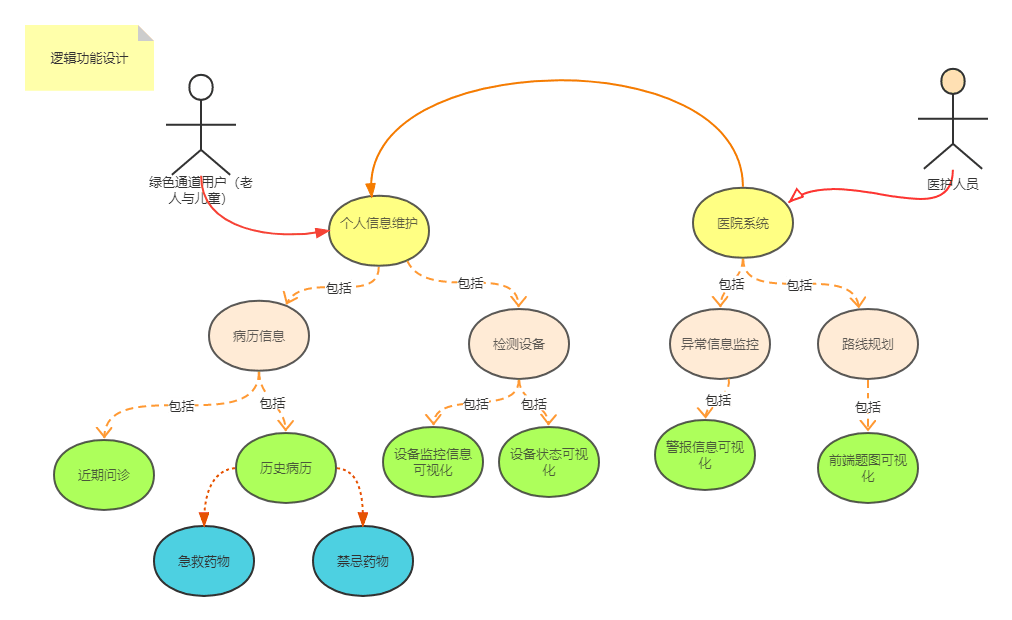 逻辑功能设计
绿色通道用户（老
人与儿童）
医护人员
个人信息维护
医院系统
包括
包括
包括
包括
病历信息
检测设备
异常信息监控
路线规划
包括
包括
包括
包括
包括
包括
近期问诊
历史病历
设备监控信息
可视化
设备状态可视
化
警报信息可视
化
前端题图可视
化
急救药物
禁忌药物